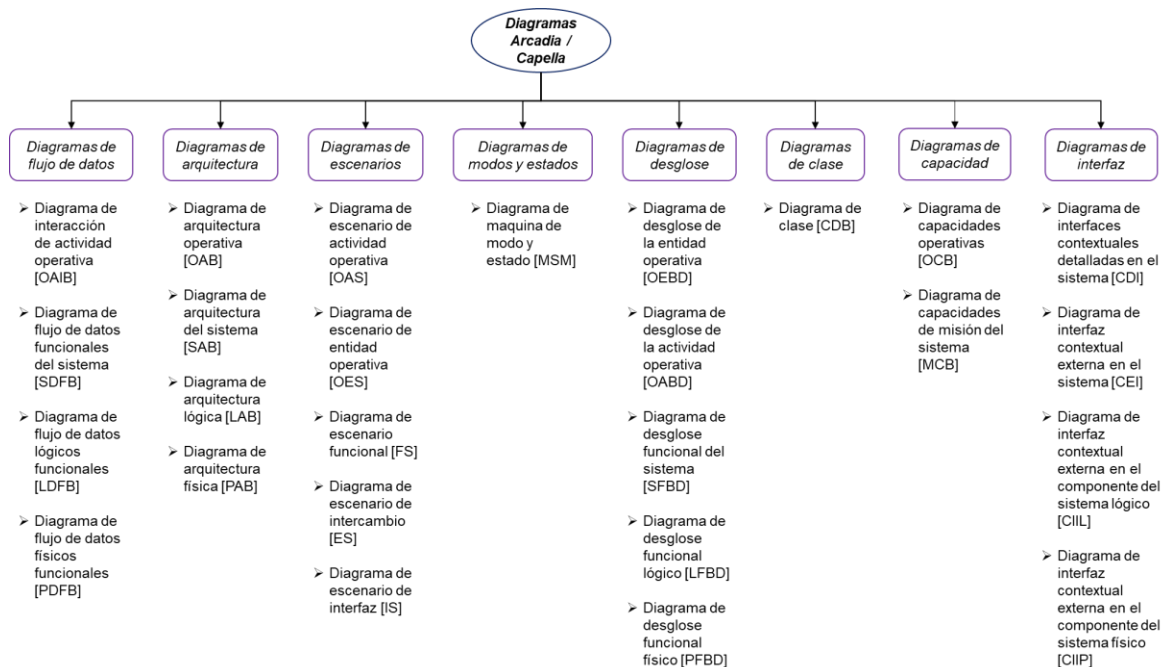 Diagramas
Arcadia /
Capella
Diagramas de
flujo de datos
Diagramas de
arquitectura
Diagramas de
escenarios
Diagramas de
modos y estados
Diagramas de
desglose
Diagramas
de clase
Diagramas de
capacidad
Diagramas de
interfaz
Diagrama de
interacción
de actividad
operativa
[OAIB]
Diagrama de
flujo de datos
funcionales
del sistema
[SDFB]
Diagrama de
flujo de datos
lógicos
funcionales
[LDFB]
Diagrama de
flujo de datos
físicos
funcionales
[PDFB]
Diagrama de
arquitectura
operativa
[OAB]
Diagrama de
arquitectura
del sistema
[SAB]
Diagrama de
arquitectura
lógica [LAB]
Diagrama de
arquitectura
física [PAB]
Diagrama de
escenario de
actividad
operativa
[OAS]
Diagrama de
escenario de
entidad
operativa
[OES]
Diagrama de
escenario
funcional [FS]
Diagrama de
escenario de
intercambio
[ES]
Diagrama de
escenario de
interfaz [IS]
Diagrama de
maquina de
modo y
estado [MSM]
Diagrama de
desglose de
la entidad
operativa
[OEBD]
Diagrama de
desglose de
la actividad
operativa
[OABD]
Diagrama de
desglose
funcional del
sistema
[SFBD]
Diagrama de
desglose
funcional
lógico [LFBD]
Diagrama de
desglose
funcional
físico [PFBD]
Diagrama de
clase [CDB]
Diagrama de
capacidades
operativas
[OCB]
Diagrama de
capacidades
de misión del
sistema
[MCB]
Diagrama de
interfaces
contextuales
detalladas en el
sistema [CDI]
Diagrama de
interfaz
contextual
externa en el
sistema [CEI]
Diagrama de
interfaz
contextual
externa en el
componente del
sistema lógico
[CIIL]
Diagrama de
interfaz
contextual
externa en el
componente del
sistema físico
[CIIP]